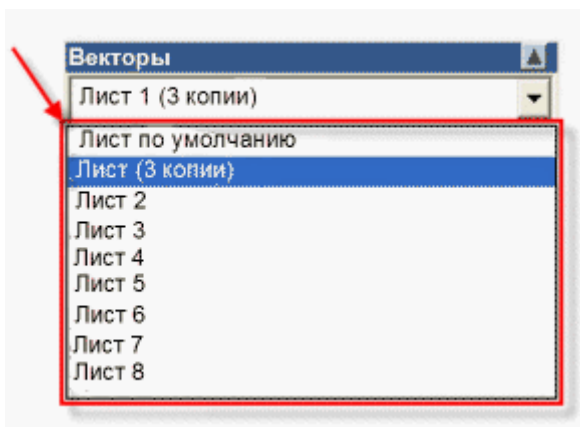 Векторы
Лист 1 (3 копии)
Лист по умолчанию
Лист (3 копии)
Лист 2
Лист 3
Лист 4
Лист 5
Лист 6
Лист 7
Лист 8